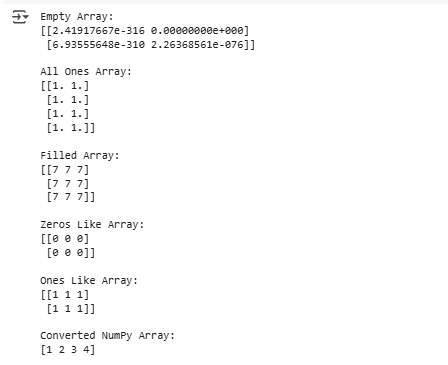 Empty Array:
[[2.41917667e-316 0.00000000e+000]
 [6.93555648e-310 2.26368561e-076]]
All Ones Array:
[[1. 1.]
 [1. 1.]
 [1. 1.]
 [1. 1.]]
Filled Array:
[[7 7 7]
 [7 7 7]
 [7 7 7]]
Zeros Like Array:
[[0 0 0]
 [0 0 0]]
Ones Like Array:
[[1 1 1]
 [1 1 1]]
Converted NumPy Array:
[1 2 3 4]